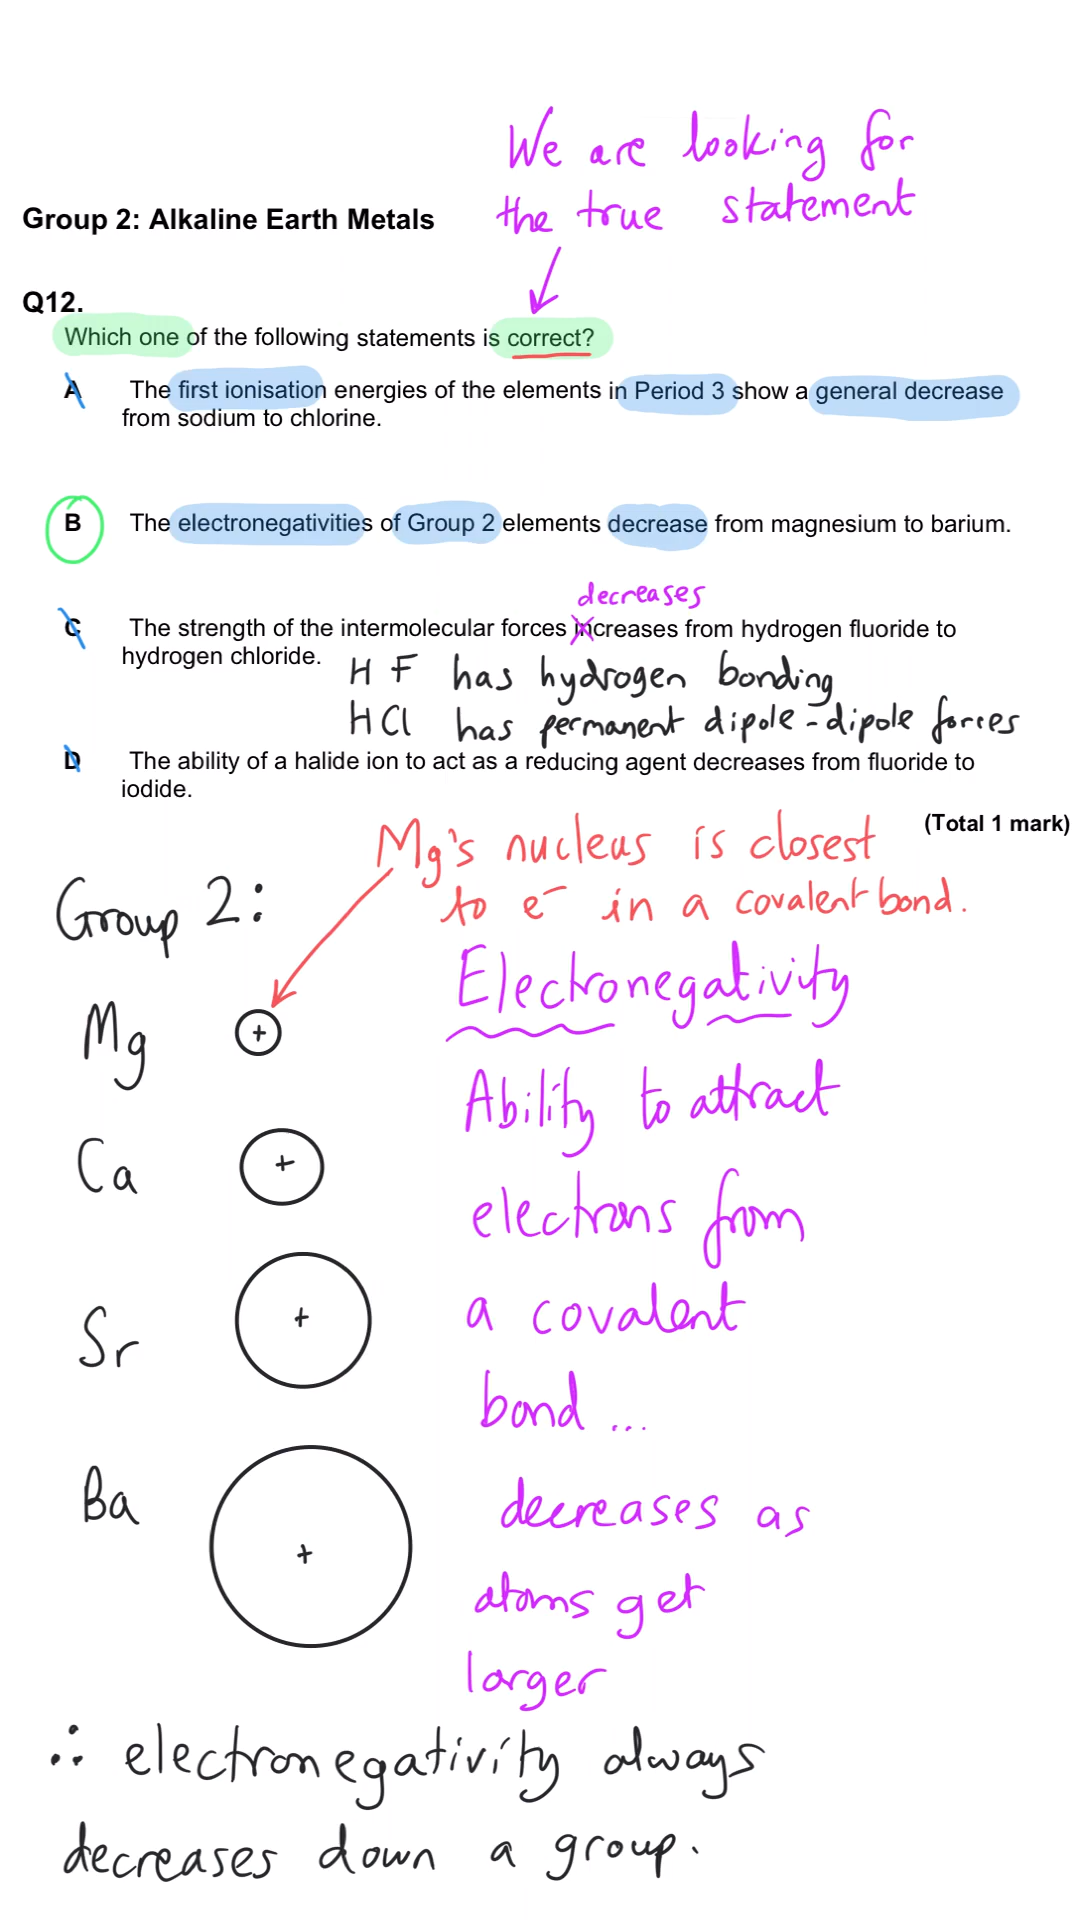 We are looking for
the true statement
Group 2: Alkaline Earth Metals
Q12.
Which one of the following statements is correct?
A The first ionisation energies of the elements in Period 3 show a general decrease
from sodium to chlorine.
B The electronegativities of Group 2 elements decrease from magnesium to barium.
decreases
C The strength of the intermolecular forces increases from hydrogen fluoride to
hydrogen chloride.
HF has hydrogen bonding
HCl has permanent dipole-dipole forces
D The ability of a halide ion to act as a reducing agent decreases from fluoride to
iodide.
(Total 1 mark)
Mg's nucleus is closest
to e⁻ in a covalent bond.
Group 2:
Electronegativity
Mg +
Ability to attract
Ca +
electrons from
a covalent
Sr +
bond ...
Ba +
decreases as
atoms get
larger
∴ electronegativity always
decreases down a group.